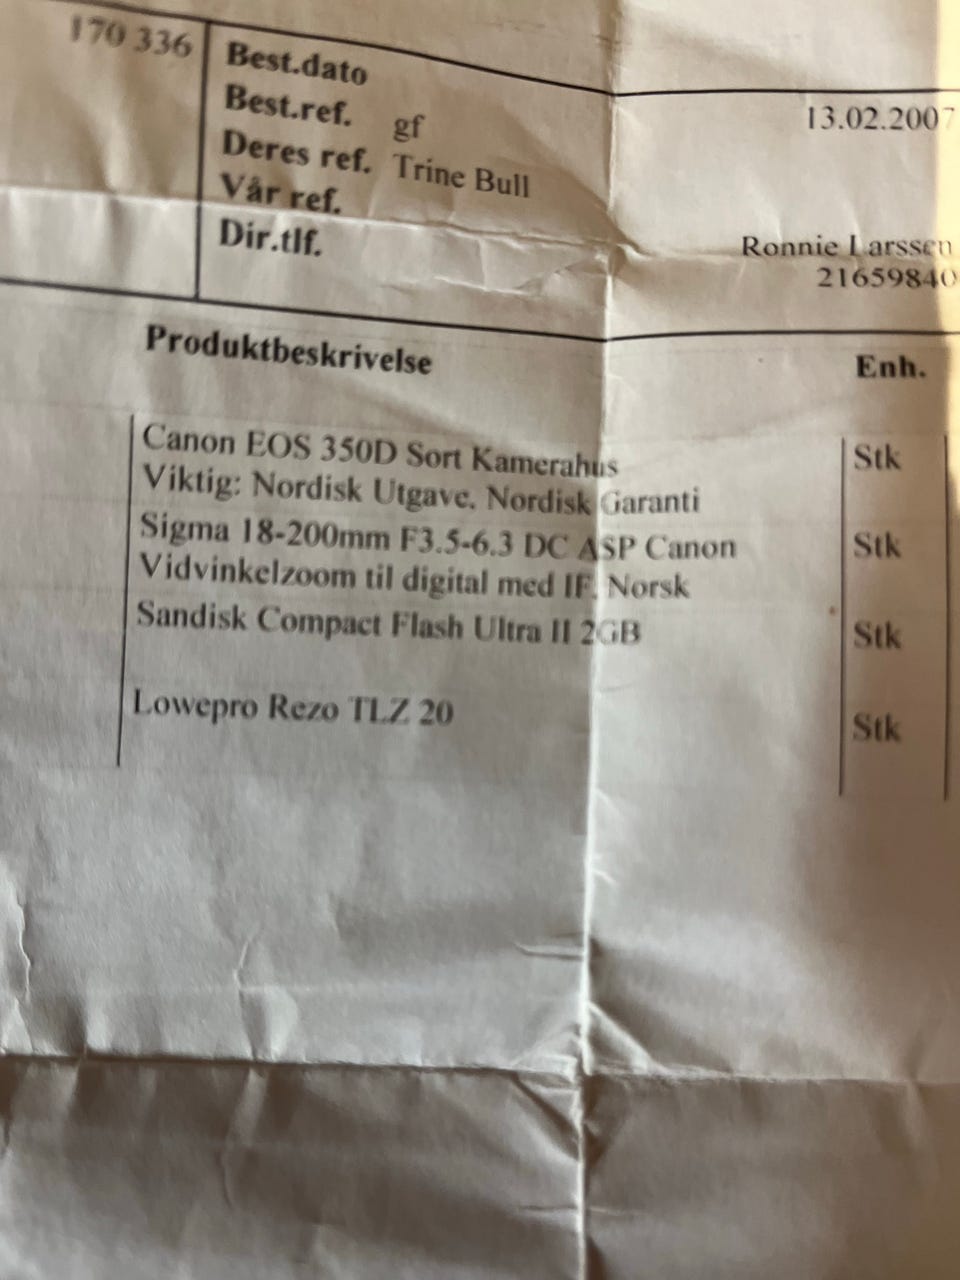 170 336
Best.dato 13.02.2007
Best.ref. gf
Deres ref. Trine Bull
Vår ref. Ronnie Larssen
Dir.tlf. 21659840
Produktbeskrivelse Enh.
Canon EOS 350D Sort Kamerahus Stk
Viktig: Nordisk Utgave, Nordisk Garanti
Sigma 18-200mm F3.5-6.3 DC ASP Canon Stk
Vidvinkelzoom til digital med IF, Norsk
Sandisk Compact Flash Ultra II 2GB Stk
Lowepro Rezo TLZ 20 Stk